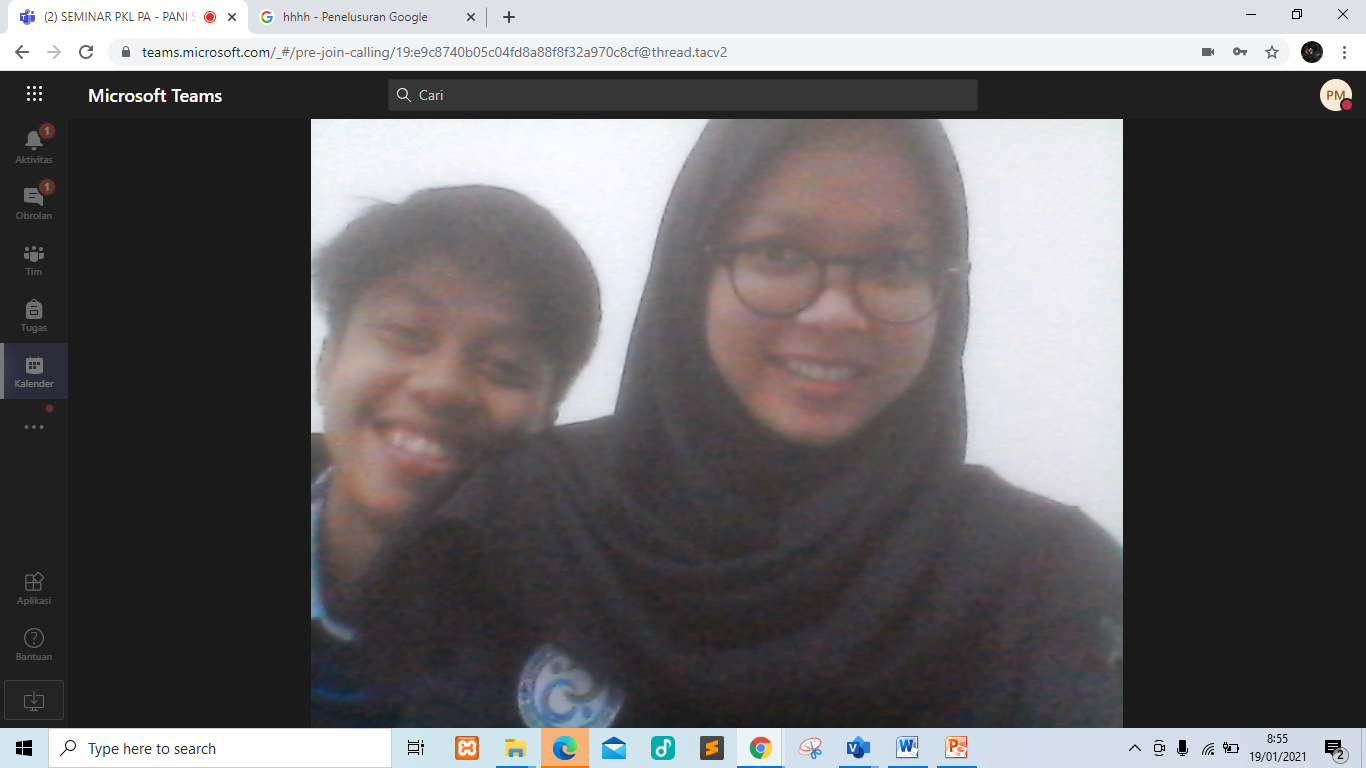 (2) SEMINAR PKL PA - PANI S
hhhh - Penelusuran Google
teams.microsoft.com/_#/pre-join-calling/19:e9c8740b05c04fd8a88f8f32a970c8cf@thread.tacv2
Microsoft Teams
Cari
PM
1
Aktivitas
1
Obrolan
Tim
Tugas
Kalender
Aplikasi
Bantuan
Type here to search
8:55
19/01/2021
2